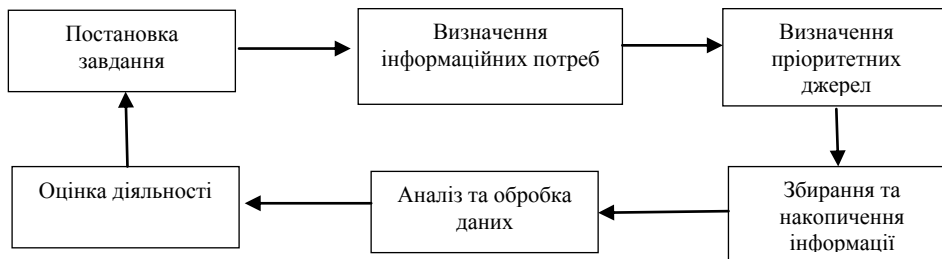 Постановка
завдання
Визначення
інформаційних потреб
Визначення
пріоритетних
джерел
Збирання та
накопичення
інформації
Аналіз та обробка
даних
Оцінка діяльності